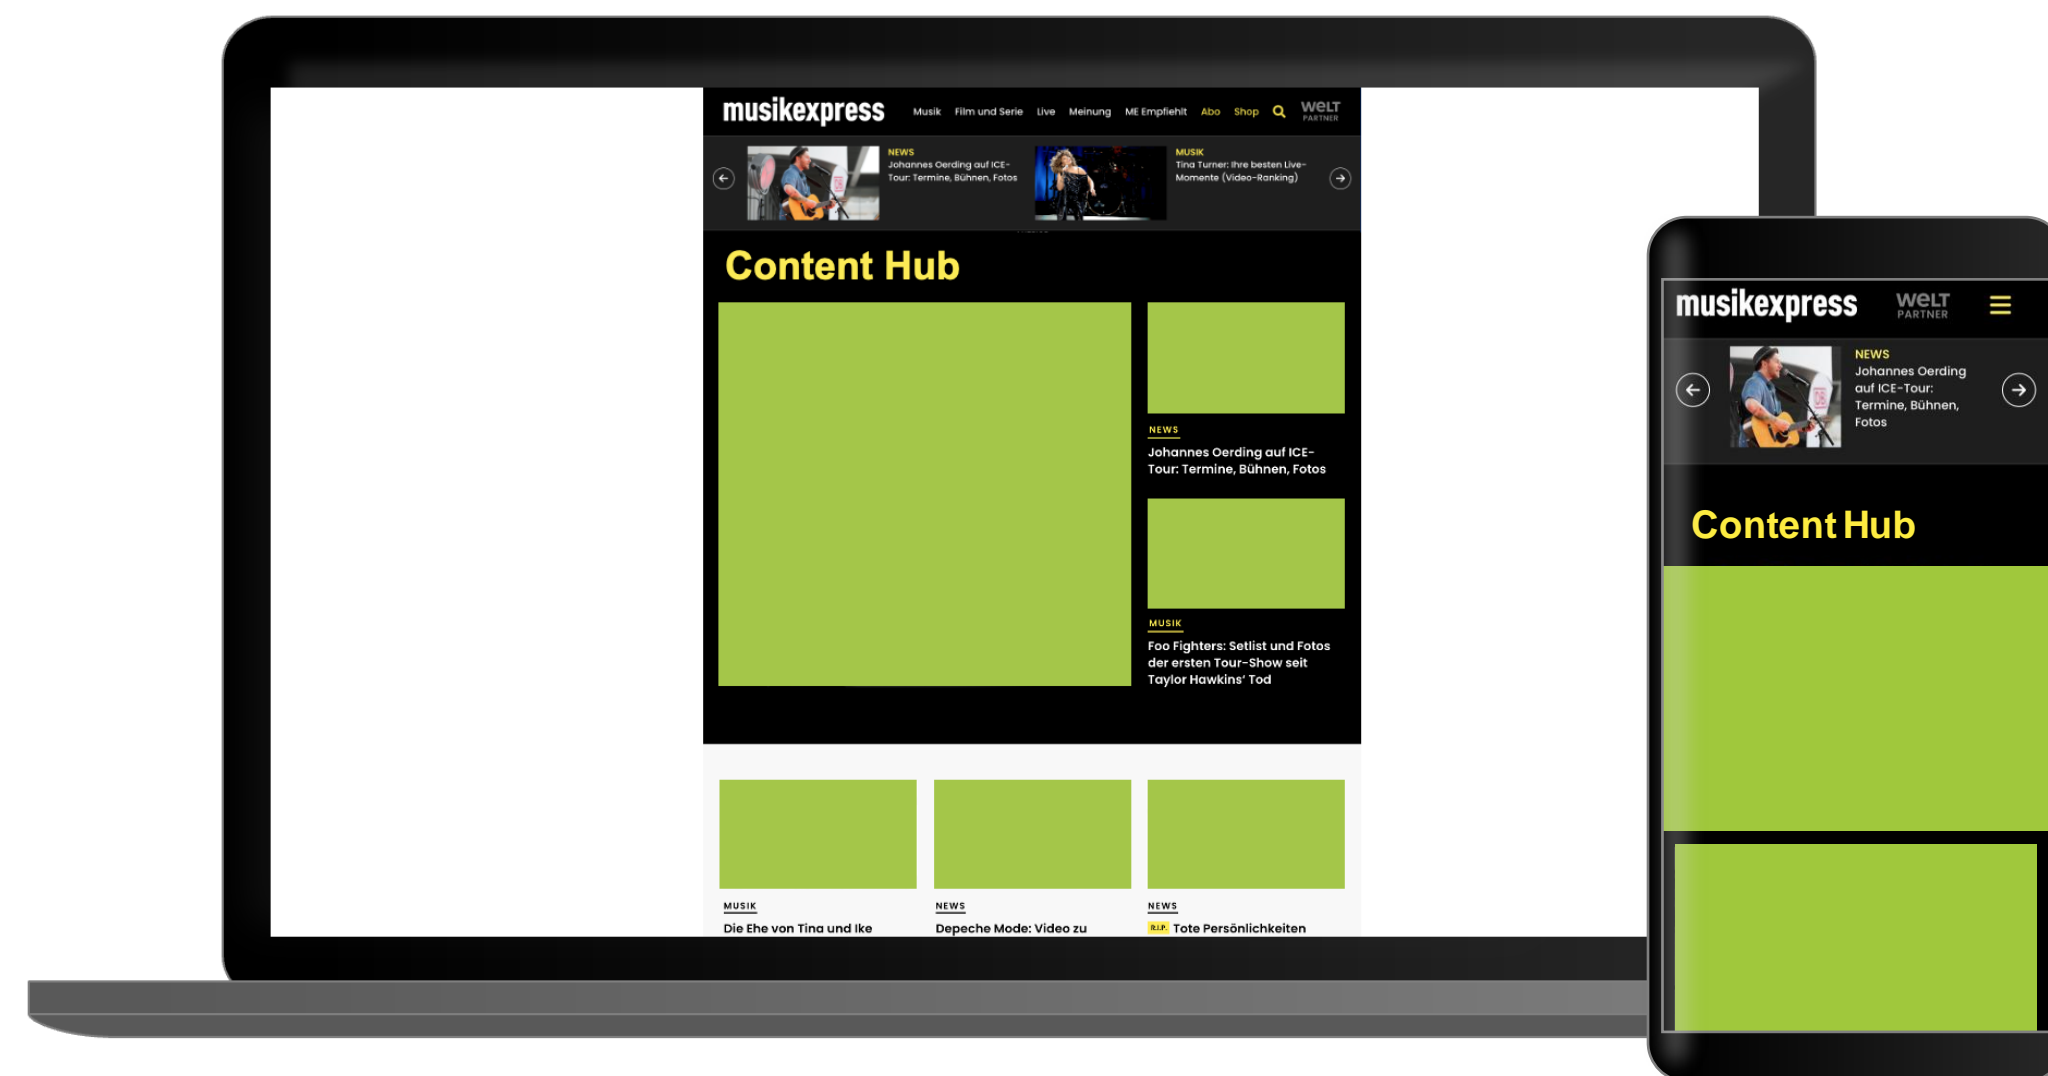 musikexpress
Musik Film und Serie Live Meinung ME Empfiehlt Abo Shop
WELT
PARTNER
NEWS
Johannes Oerding auf ICE-
Tour: Termine, Bühnen, Fotos
MUSIK
Tina Turner: Ihre besten Live-
Momente (Video-Ranking)
Content Hub
NEWS
Johannes Oerding auf ICE-
Tour: Termine, Bühnen, Fotos
MUSIK
Foo Fighters: Setlist und Fotos
der ersten Tour-Show seit
Taylor Hawkins’ Tod
MUSIK
Die Ehe von Tina und Ike
NEWS
Depeche Mode: Video zu
NEWS
R.I.P. Tote Persönlichkeiten
musikexpress
WELT
PARTNER
NEWS
Johannes Oerding
auf ICE-Tour:
Termine, Bühnen,
Fotos
Content Hub